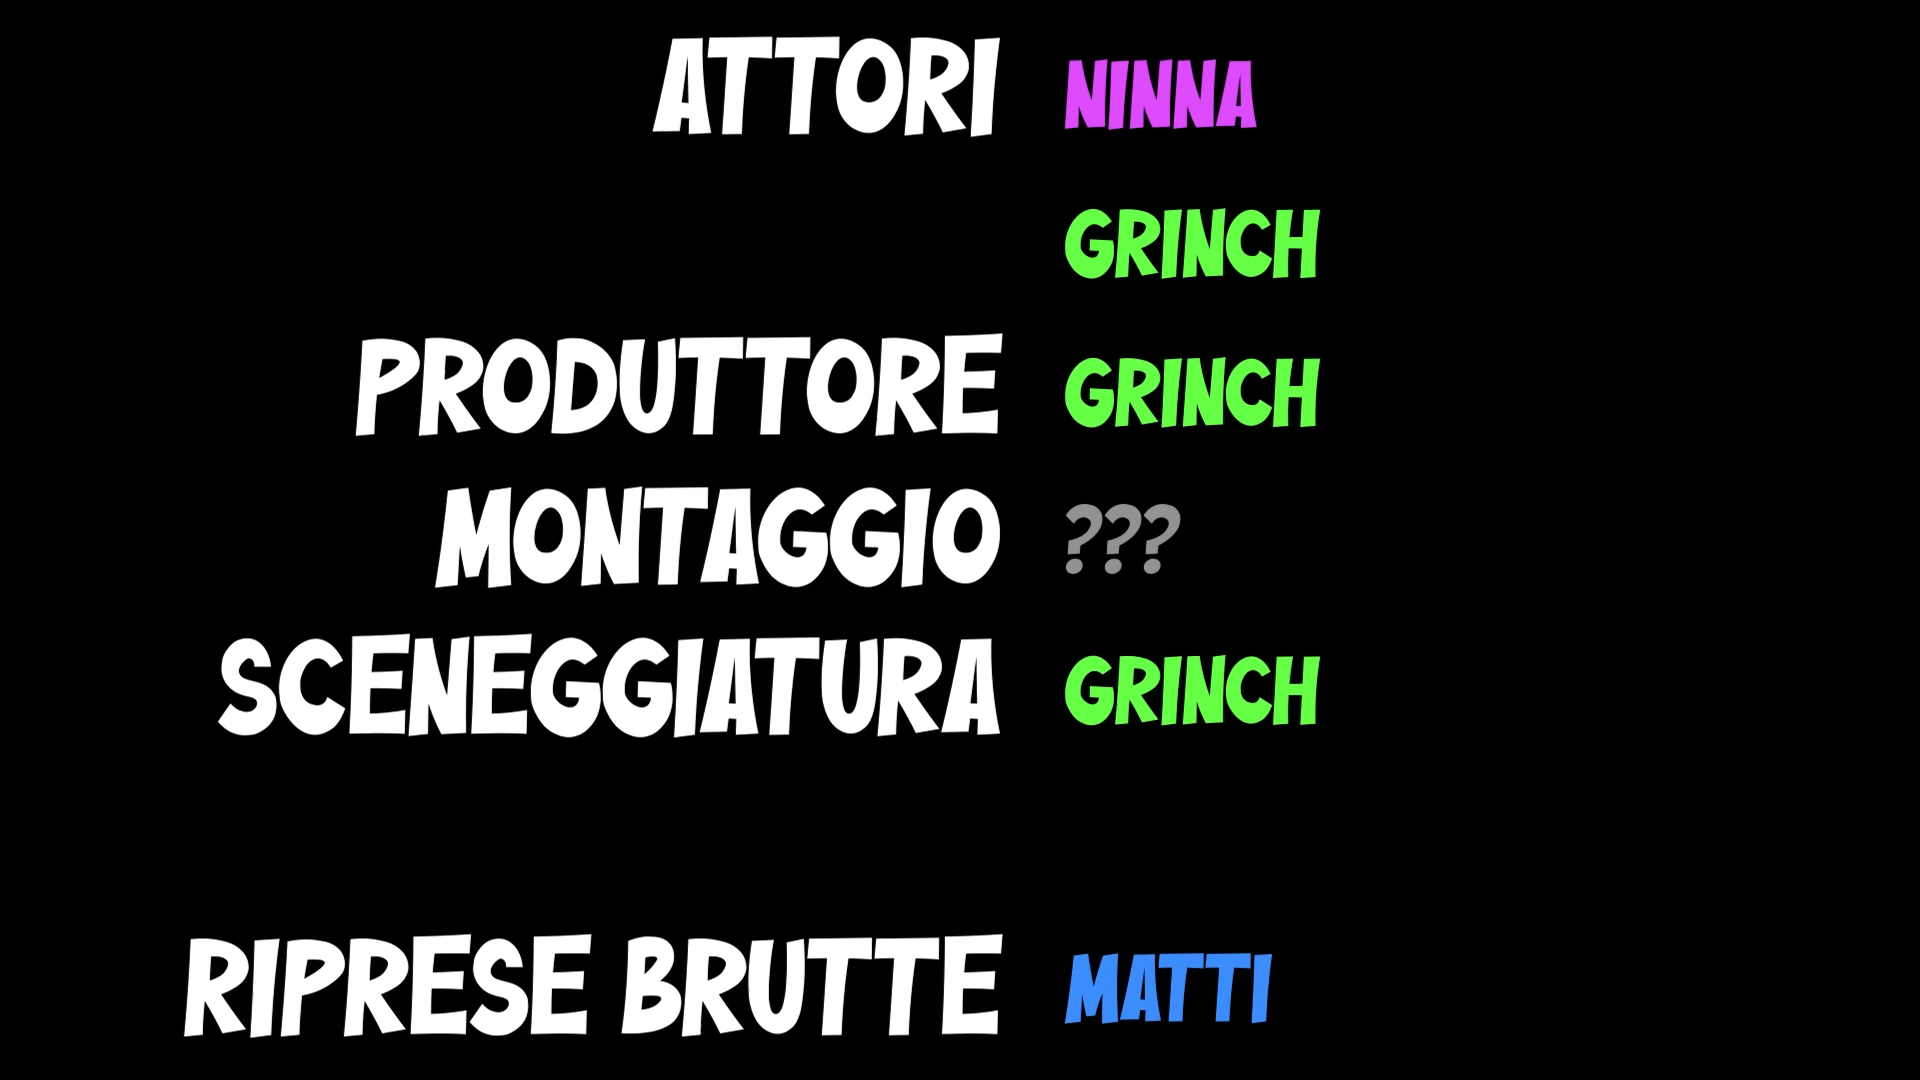 ATTORI NINNA
GRINCH
PRODUTTORE GRINCH
MONTAGGIO ???
SCENEGGIATURA GRINCH
RIPRESE BRUTTE MATTI